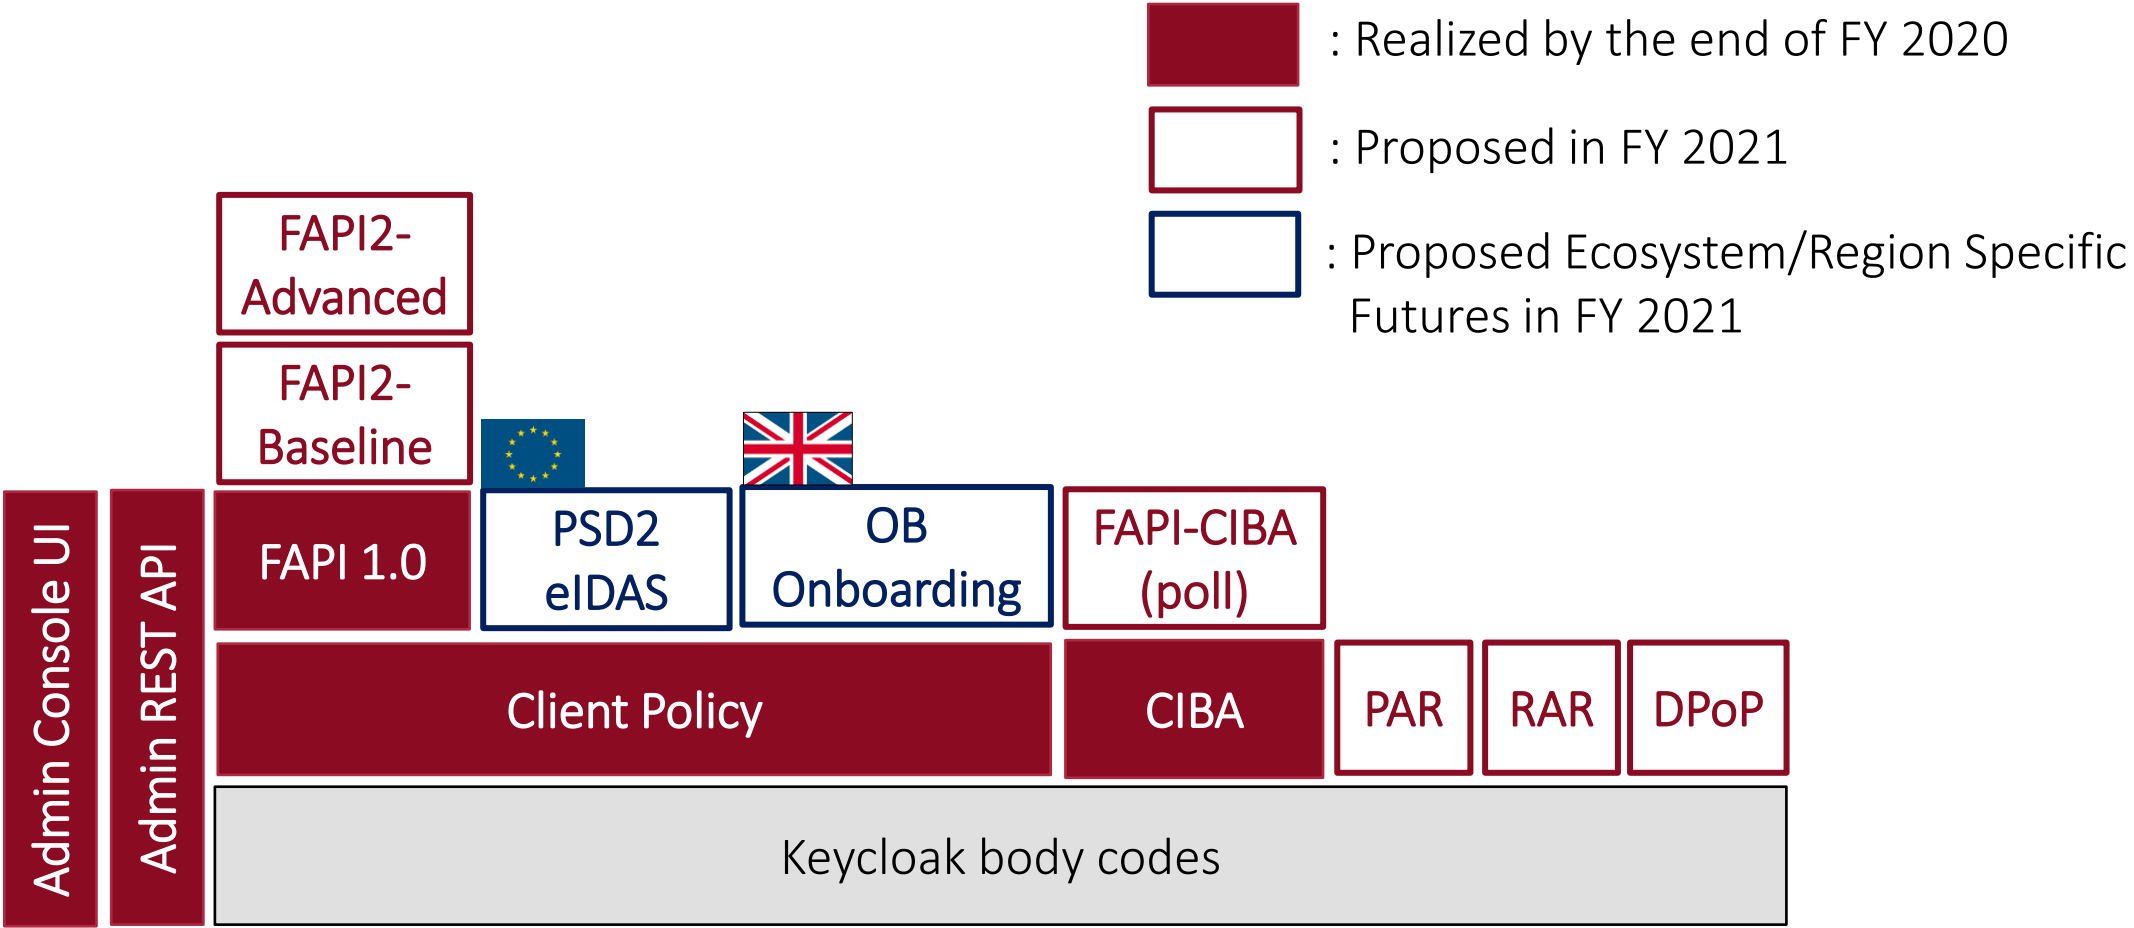 : Realized by the end of FY 2020
: Proposed in FY 2021
: Proposed Ecosystem/Region Specific
Futures in FY 2021
FAPI2-
Advanced
FAPI2-
Baseline
Admin Console UI
Admin REST API
FAPI 1.0
PSD2
eIDAS
OB
Onboarding
FAPI-CIBA
(poll)
Client Policy
CIBA
PAR
RAR
DPoP
Keycloak body codes